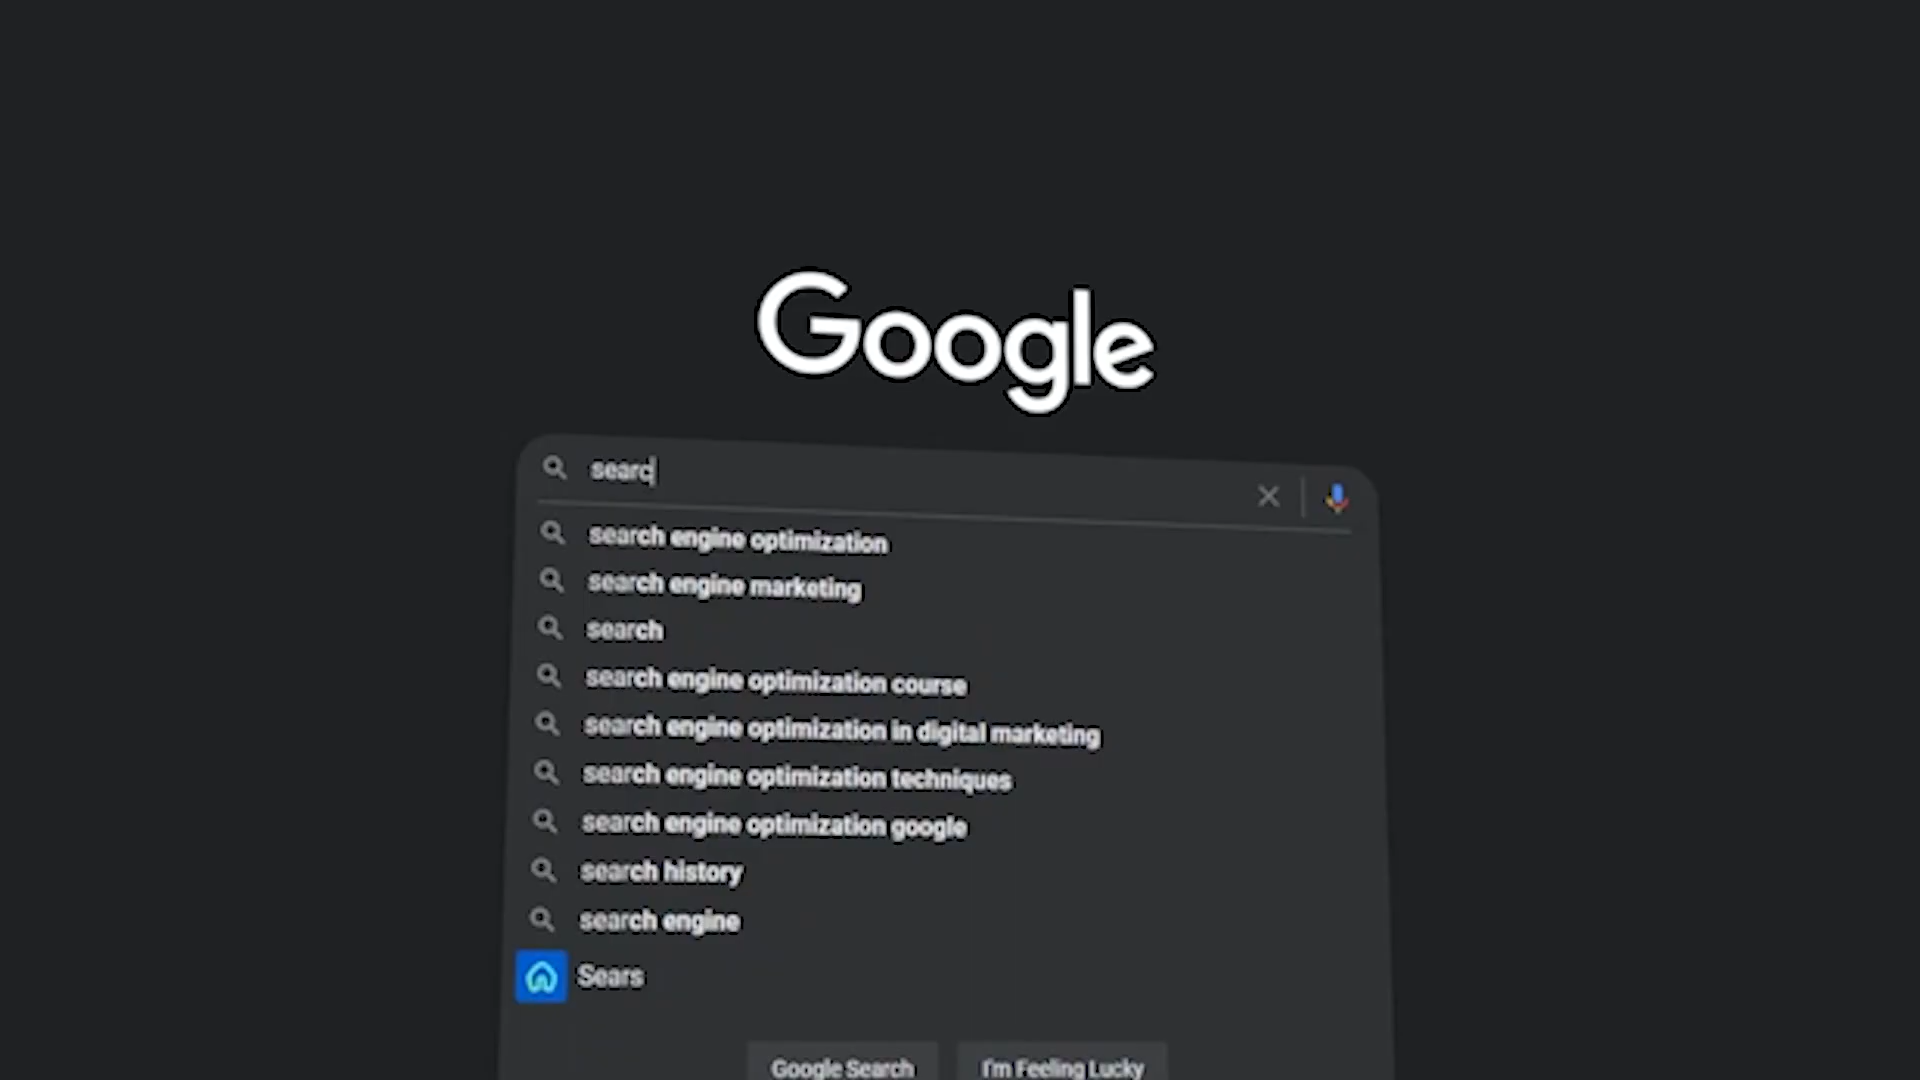 Google
searc
search engine optimization
search engine marketing
search
search engine optimization course
search engine optimization in digital marketing
search engine optimization techniques
search engine optimization google
search history
search engine
Sears
Google Search
I'm Feeling Lucky